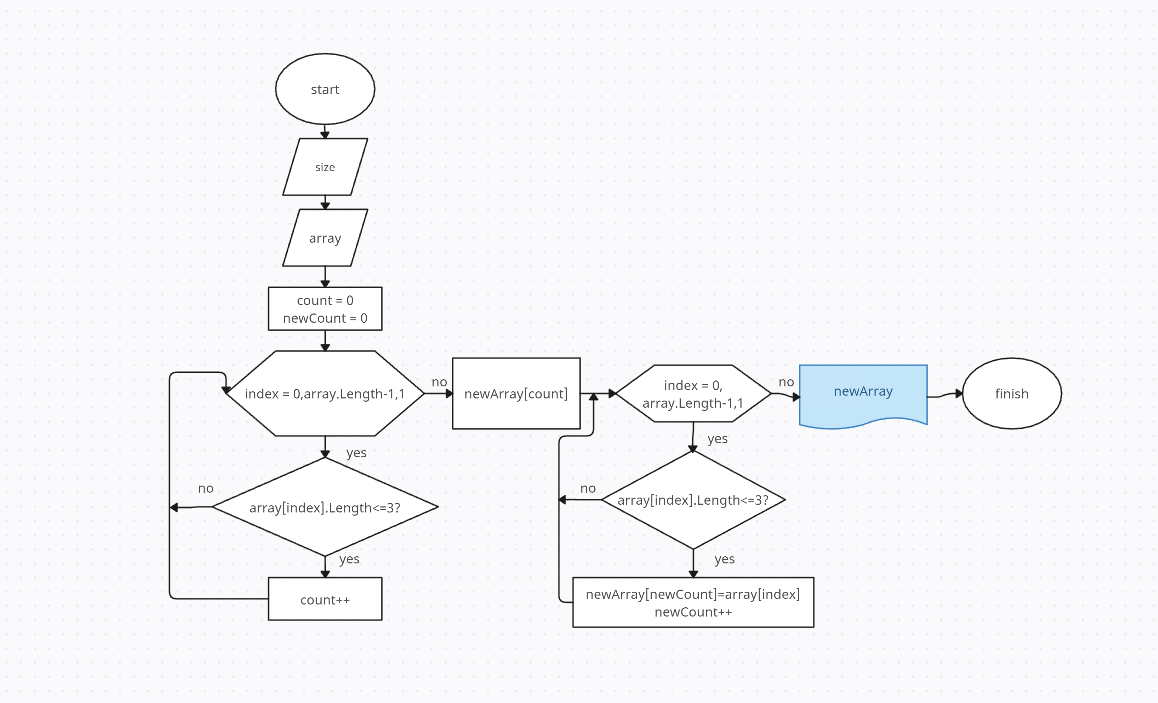 start
size
array
count = 0
newCount = 0
index = 0,array.Length-1,1
no
newArray[count]
index = 0,
array.Length-1,1
no
newArray
finish
yes
array[index].Length<=3?
no
yes
count++
yes
array[index].Length<=3?
no
yes
newArray[newCount]=array[index]
newCount++